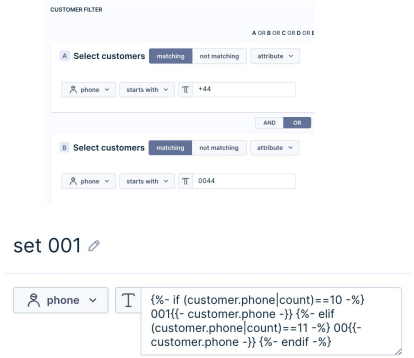 CUSTOMER FILTER
A OR B OR C OR D OR E
A Select customers matching not matching attribute
phone starts with T +44
AND OR
B Select customers matching not matching attribute
phone starts with T 0044
set 001
phone T {%- if (customer.phone|count)==10 -%}
001{{- customer.phone -}} {%- elif
(customer.phone|count)==11 -%} 00{{-
customer.phone -}} {%- endif -%}